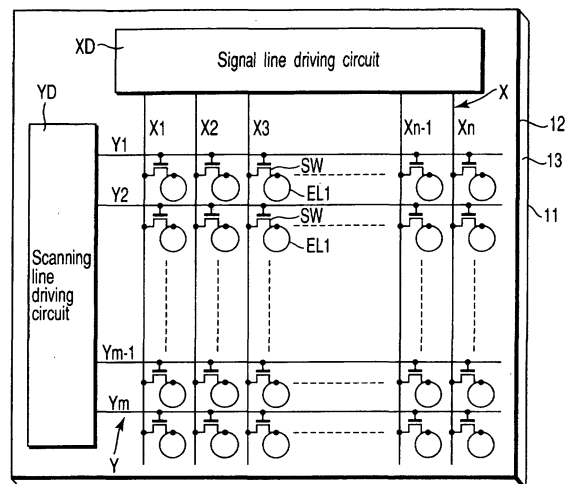 XD
Signal line driving circuit
YD
X
X1 X2 X3 Xn-1 Xn
12
Y1
13
SW
EL1
Y2
SW
11
EL1
Scanning
line
driving
circuit
Ym-1
Ym
Y